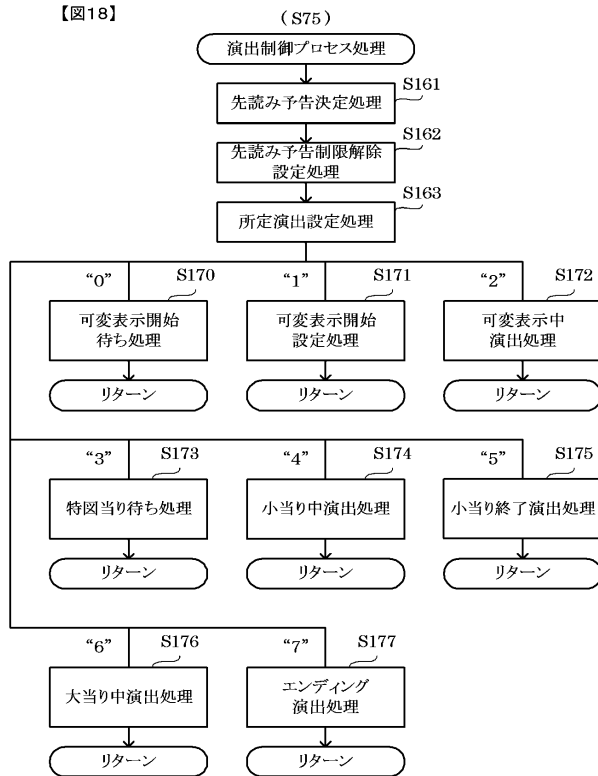 【図18】
(S75)
演出制御プロセス処理
S161
先読み予告決定処理
S162
先読み予告制限解除
設定処理
S163
所定演出設定処理
“0”
S170
可変表示開始
待ち処理
リターン
“1”
S171
可変表示開始
設定処理
リターン
“2”
S172
可変表示中
演出処理
リターン
“3”
S173
特図当り待ち処理
リターン
“4”
S174
小当り中演出処理
リターン
“5”
S175
小当り終了演出処理
リターン
“6”
S176
大当り中演出処理
リターン
“7”
S177
エンディング
演出処理
リターン